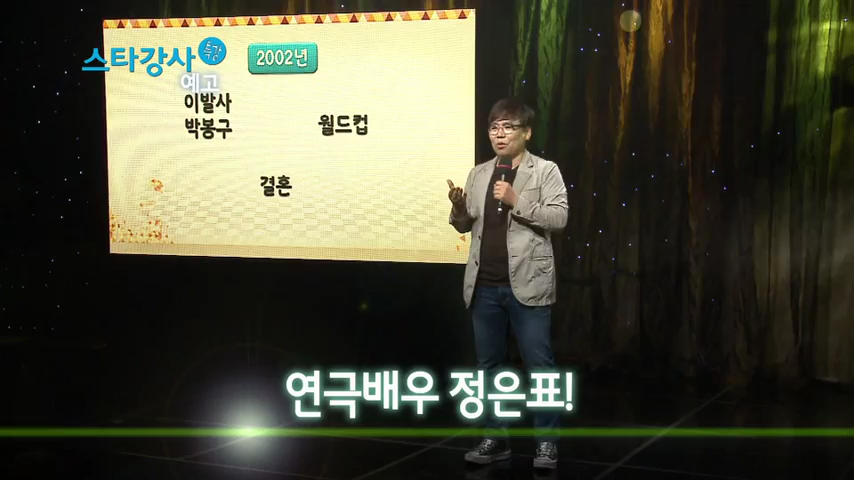 스타강사 특강
예고
2002년
이발사
박봉구
월드컵
결혼
연극배우 정은표!